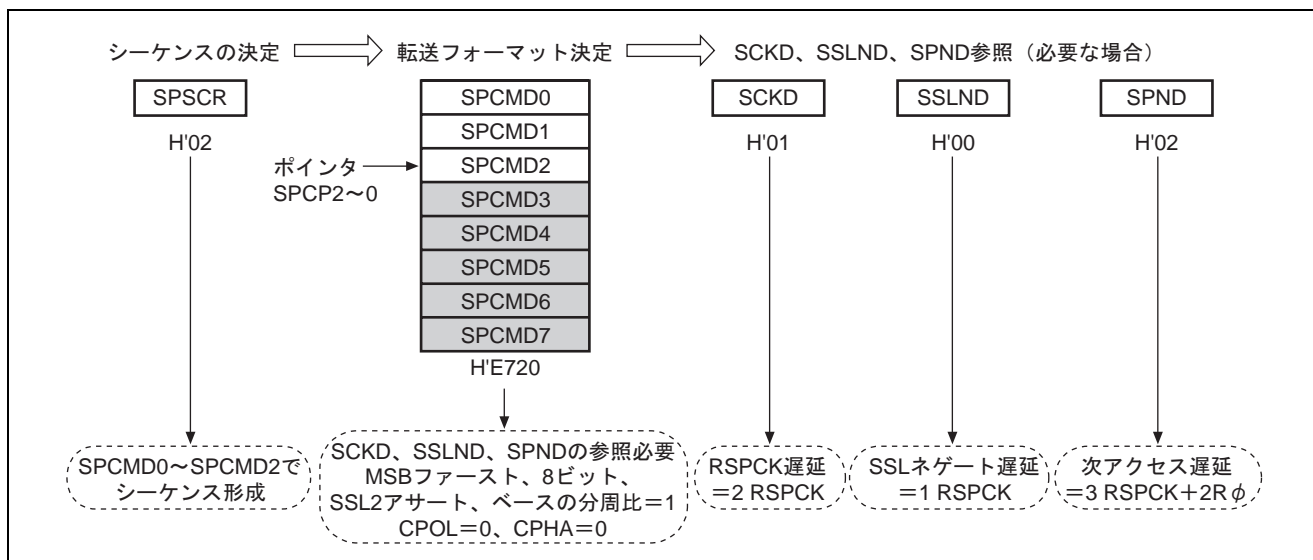 シーケンスの決定 転送フォーマット決定 SCKD、SSLND、SPND参照（必要な場合）
SPSCR
H'02
SPCMD0
SPCMD1
SPCMD2
SPCMD3
SPCMD4
SPCMD5
SPCMD6
SPCMD7
H'E720
ポインタ
SPCP2～0
SCKD
H'01
SSLND
H'00
SPND
H'02
SPCMD0～SPCMD2で
シーケンス形成
SCKD、SSLND、SPNDの参照必要
MSBファースト、8ビット、
SSL2アサート、ベースの分周比＝1
CPOL＝0、CPHA＝0
RSPCK遅延
＝2 RSPCK
SSLネゲート遅延
＝1 RSPCK
次アクセス遅延
＝3 RSPCK＋2Rφ